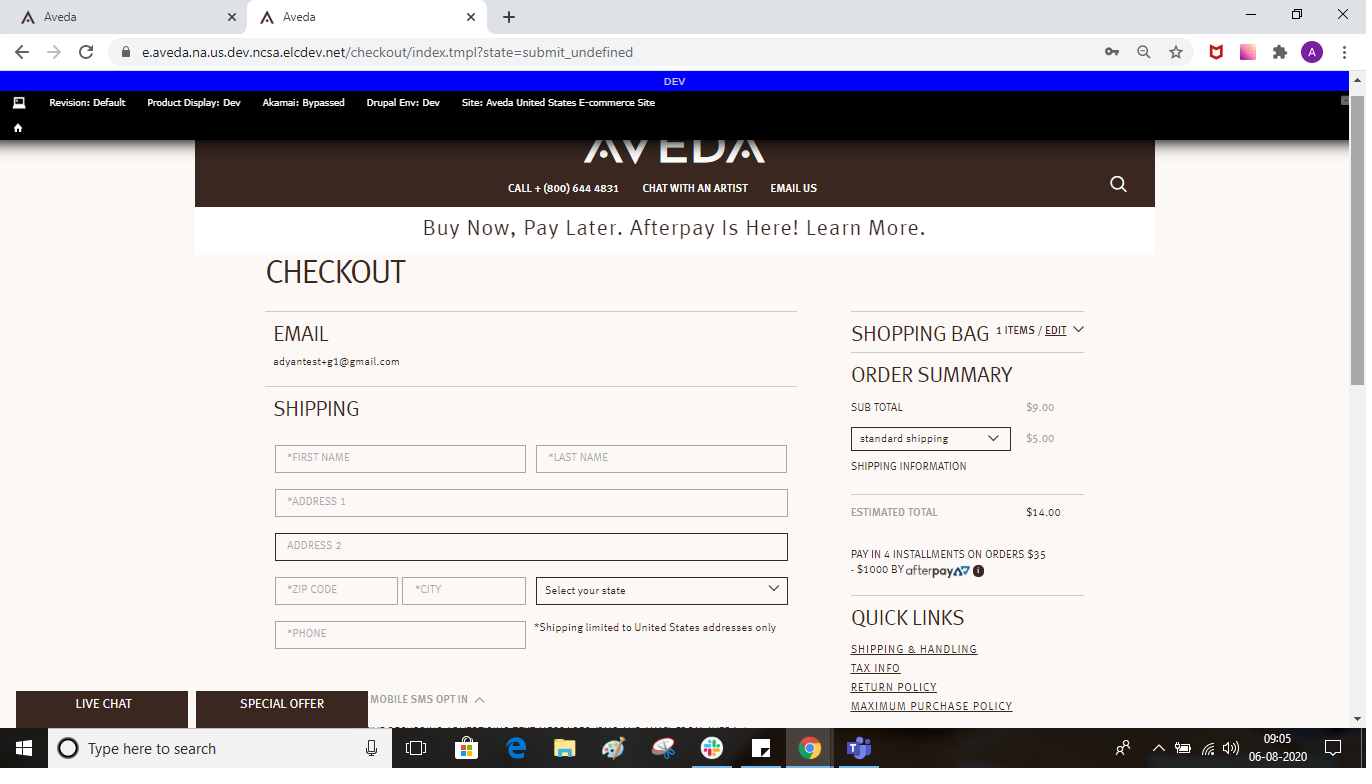 Aveda
Aveda
e.aveda.na.us.dev.ncsa.elcdev.net/checkout/index.tmpl?state=submit_undefined
A
DEV
Revision: Default Product Display: Dev Akamai: Bypassed Drupal Env: Dev Site: Aveda United States E-commerce Site
AVEDA
CALL + (800) 644 4831 CHAT WITH AN ARTIST EMAIL US
Buy Now, Pay Later. Afterpay Is Here! Learn More.
CHECKOUT
EMAIL
adyantest+g1@gmail.com
SHIPPING
*FIRST NAME *LAST NAME
*ADDRESS 1
ADDRESS 2
*ZIP CODE *CITY Select your state
*PHONE *Shipping limited to United States addresses only
MOBILE SMS OPT IN
SHOPPING BAG 1 ITEMS / EDIT
ORDER SUMMARY
SUB TOTAL $9.00
standard shipping $5.00
SHIPPING INFORMATION
ESTIMATED TOTAL $14.00
PAY IN 4 INSTALLMENTS ON ORDERS $35
- $1000 BY afterpay i
QUICK LINKS
SHIPPING & HANDLING
TAX INFO
RETURN POLICY
MAXIMUM PURCHASE POLICY
LIVE CHAT SPECIAL OFFER
Type here to search
09:05
06-08-2020